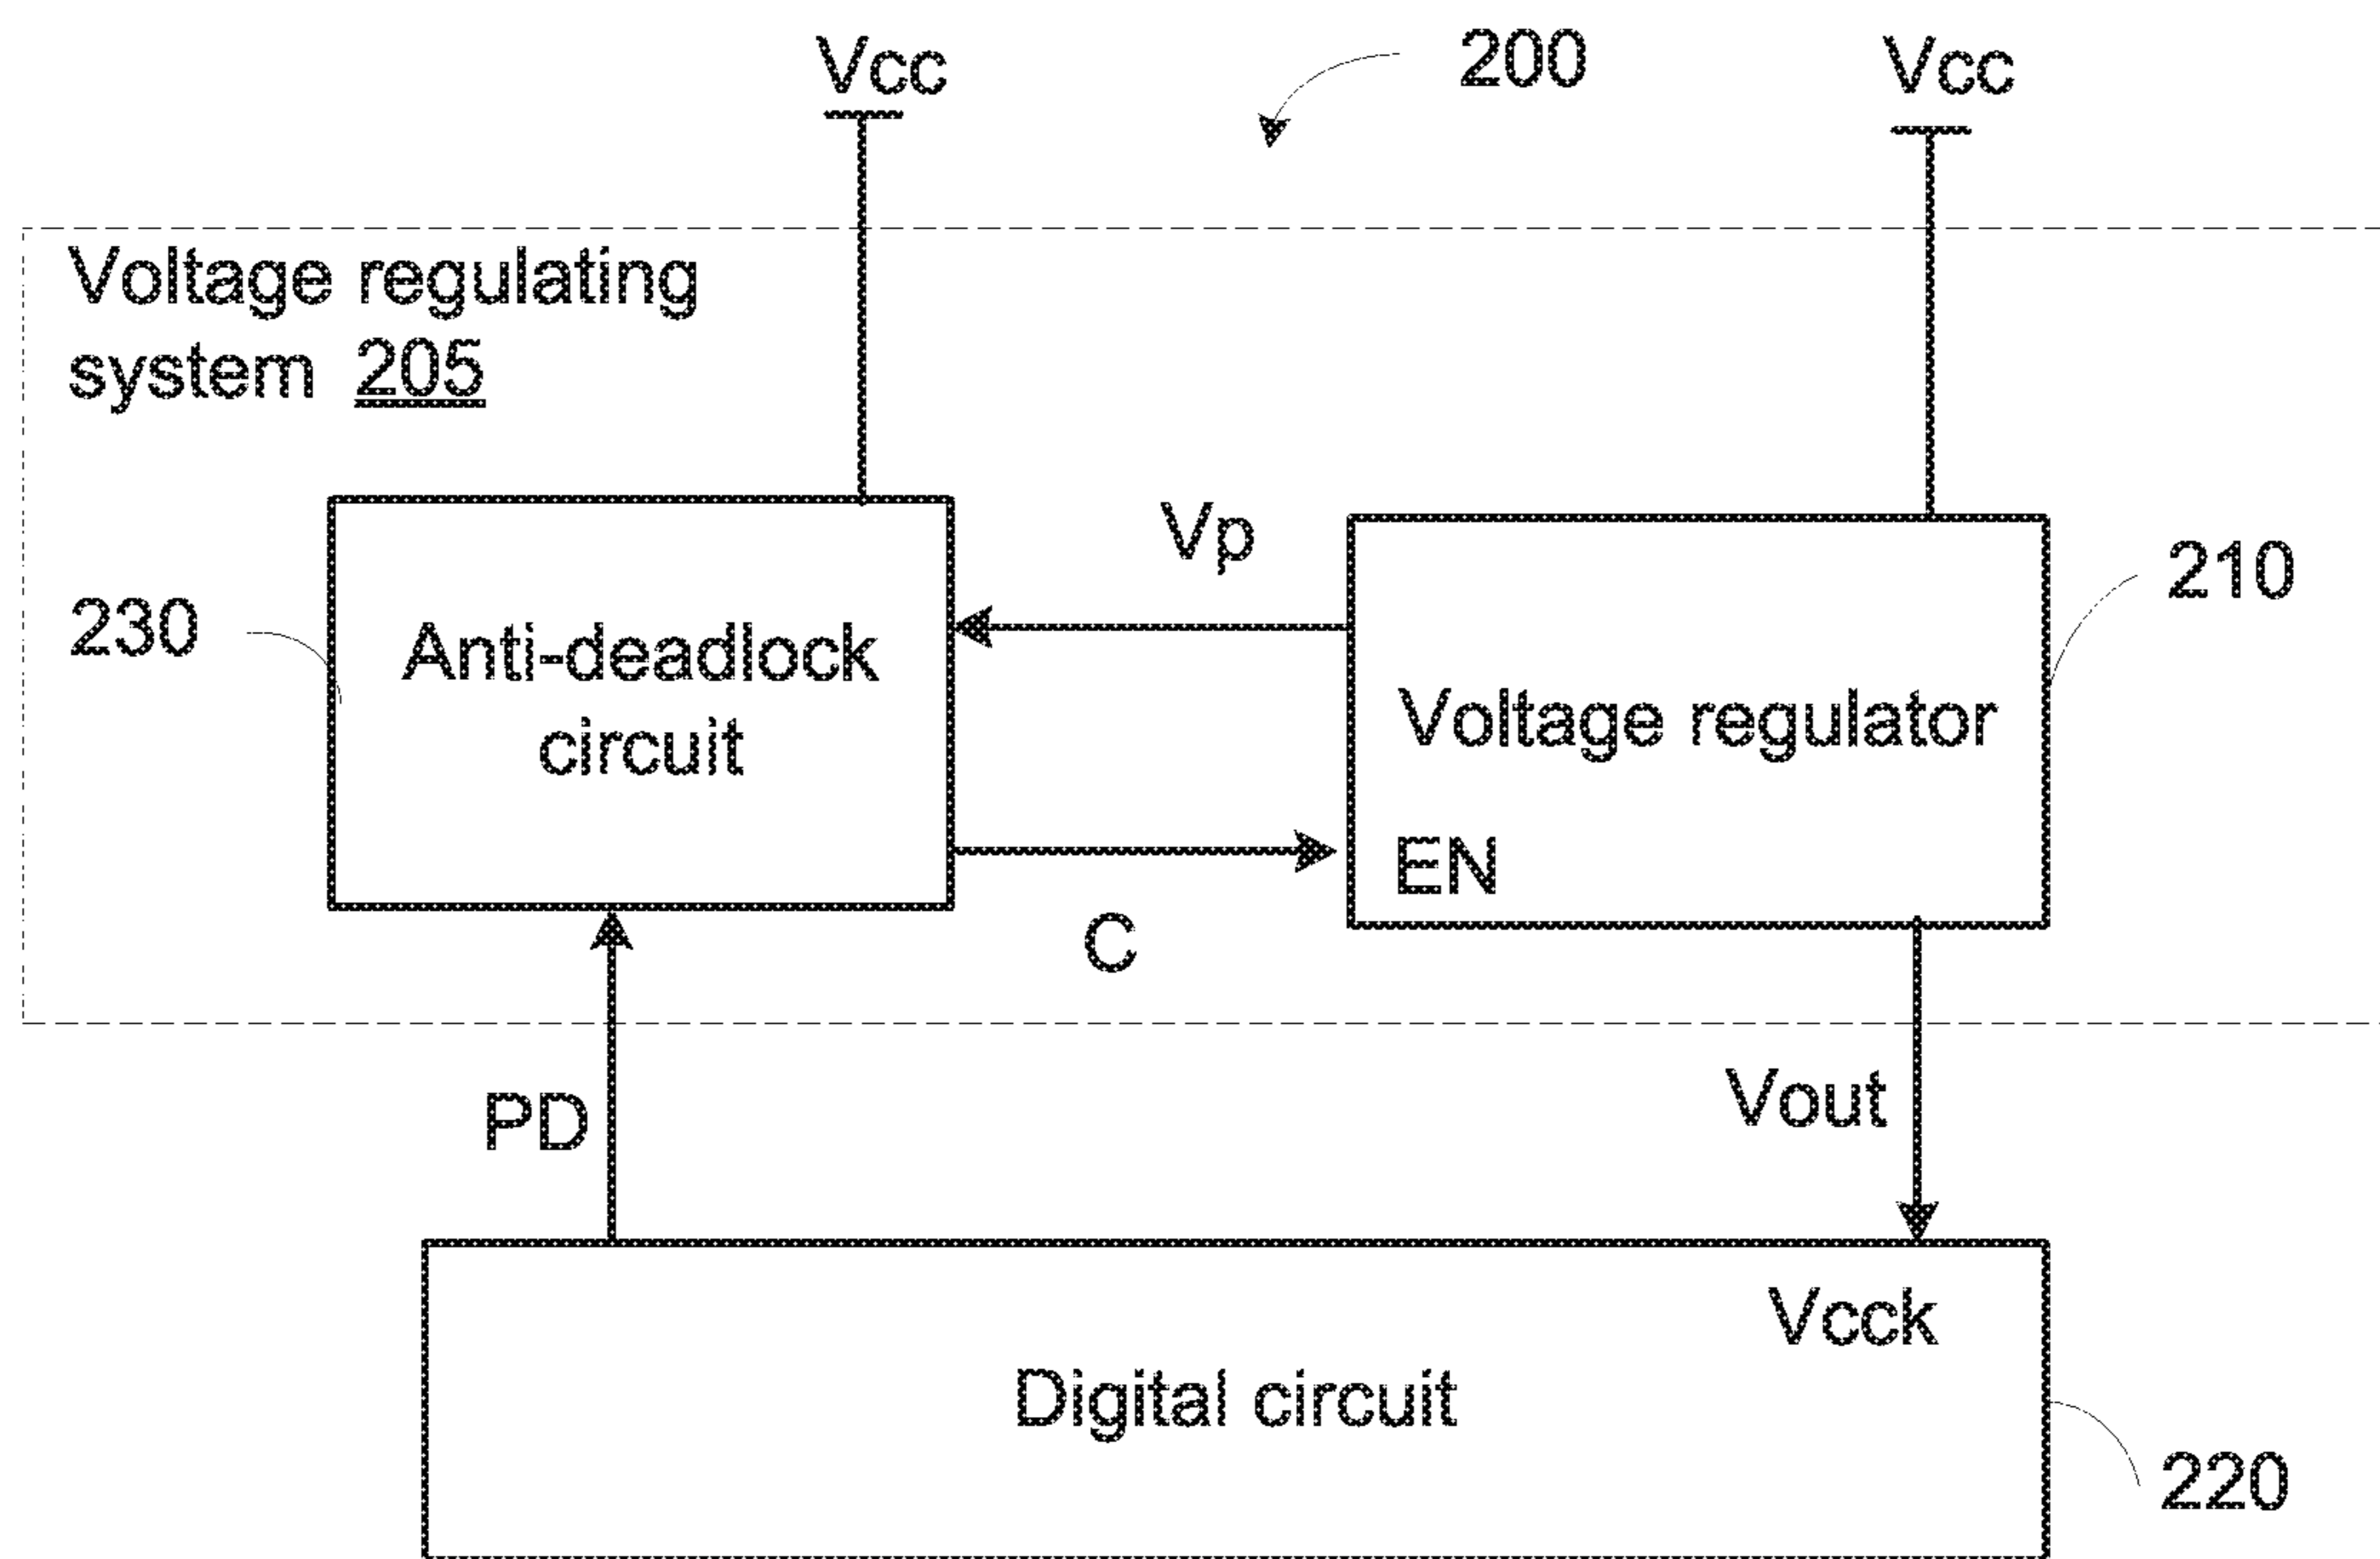 Vcc
200
Vcc
Voltage regulating
system 205
Vp
210
230
Anti-deadlock
circuit
Voltage regulator
EN
C
PD
Vout
Vcck
Digital circuit
220